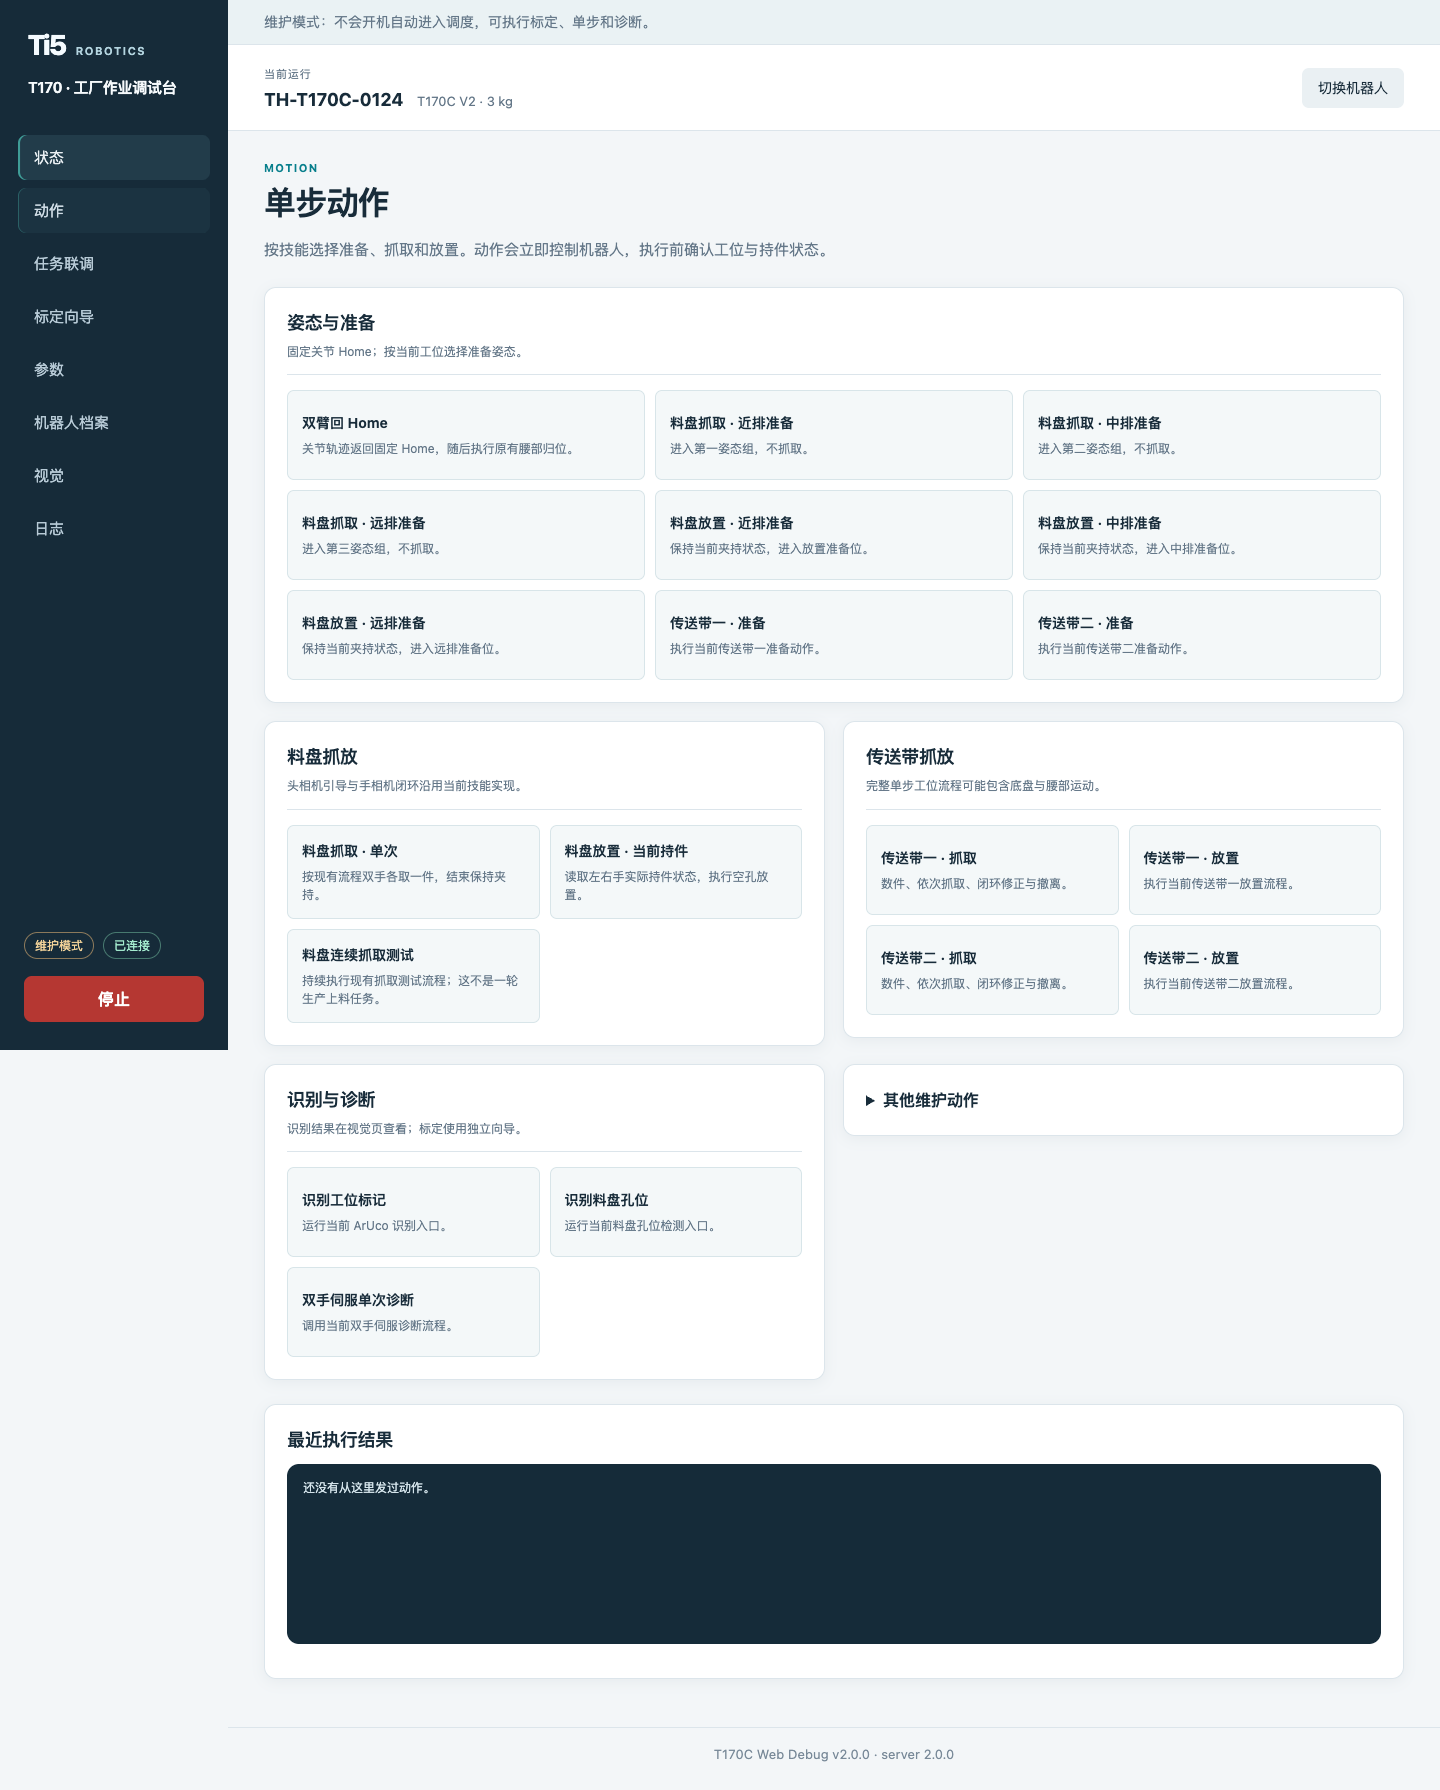 Ti5 ROBOTICS
T170 · 工厂作业调试台
状态
动作
任务联调
标定向导
参数
机器人档案
视觉
日志
维护模式
已连接
停止
维护模式：不会开机自动进入调度，可执行标定、单步和诊断。
当前运行
TH-T170C-0124 T170C V2 · 3 kg
切换机器人
MOTION
单步动作
按技能选择准备、抓取和放置。动作会立即控制机器人，执行前确认工位与持件状态。
姿态与准备
固定关节 Home；按当前工位选择准备姿态。
双臂回 Home
关节轨迹返回固定 Home，随后执行原有腰部归位。
料盘抓取 · 近排准备
进入第一姿态组，不抓取。
料盘抓取 · 中排准备
进入第二姿态组，不抓取。
料盘抓取 · 远排准备
进入第三姿态组，不抓取。
料盘放置 · 近排准备
保持当前夹持状态，进入放置准备位。
料盘放置 · 中排准备
保持当前夹持状态，进入中排准备位。
料盘放置 · 远排准备
保持当前夹持状态，进入远排准备位。
传送带一 · 准备
执行当前传送带一准备动作。
传送带二 · 准备
执行当前传送带二准备动作。
料盘抓放
头相机引导与手相机闭环沿用当前技能实现。
料盘抓取 · 单次
按现有流程双手各取一件，结束保持夹
持。
料盘放置 · 当前持件
读取左右手实际持件状态，执行空孔放
置。
料盘连续抓取测试
持续执行现有抓取测试流程；这不是一轮
生产上料任务。
传送带抓放
完整单步工位流程可能包含底盘与腰部运动。
传送带一 · 抓取
数件、依次抓取、闭环修正与撤离。
传送带一 · 放置
执行当前传送带一放置流程。
传送带二 · 抓取
数件、依次抓取、闭环修正与撤离。
传送带二 · 放置
执行当前传送带二放置流程。
识别与诊断
识别结果在视觉页查看；标定使用独立向导。
识别工位标记
运行当前 ArUco 识别入口。
识别料盘孔位
运行当前料盘孔位检测入口。
双手伺服单次诊断
调用当前双手伺服诊断流程。
其他维护动作
最近执行结果
还没有从这里发过动作。
T170C Web Debug v2.0.0 · server 2.0.0